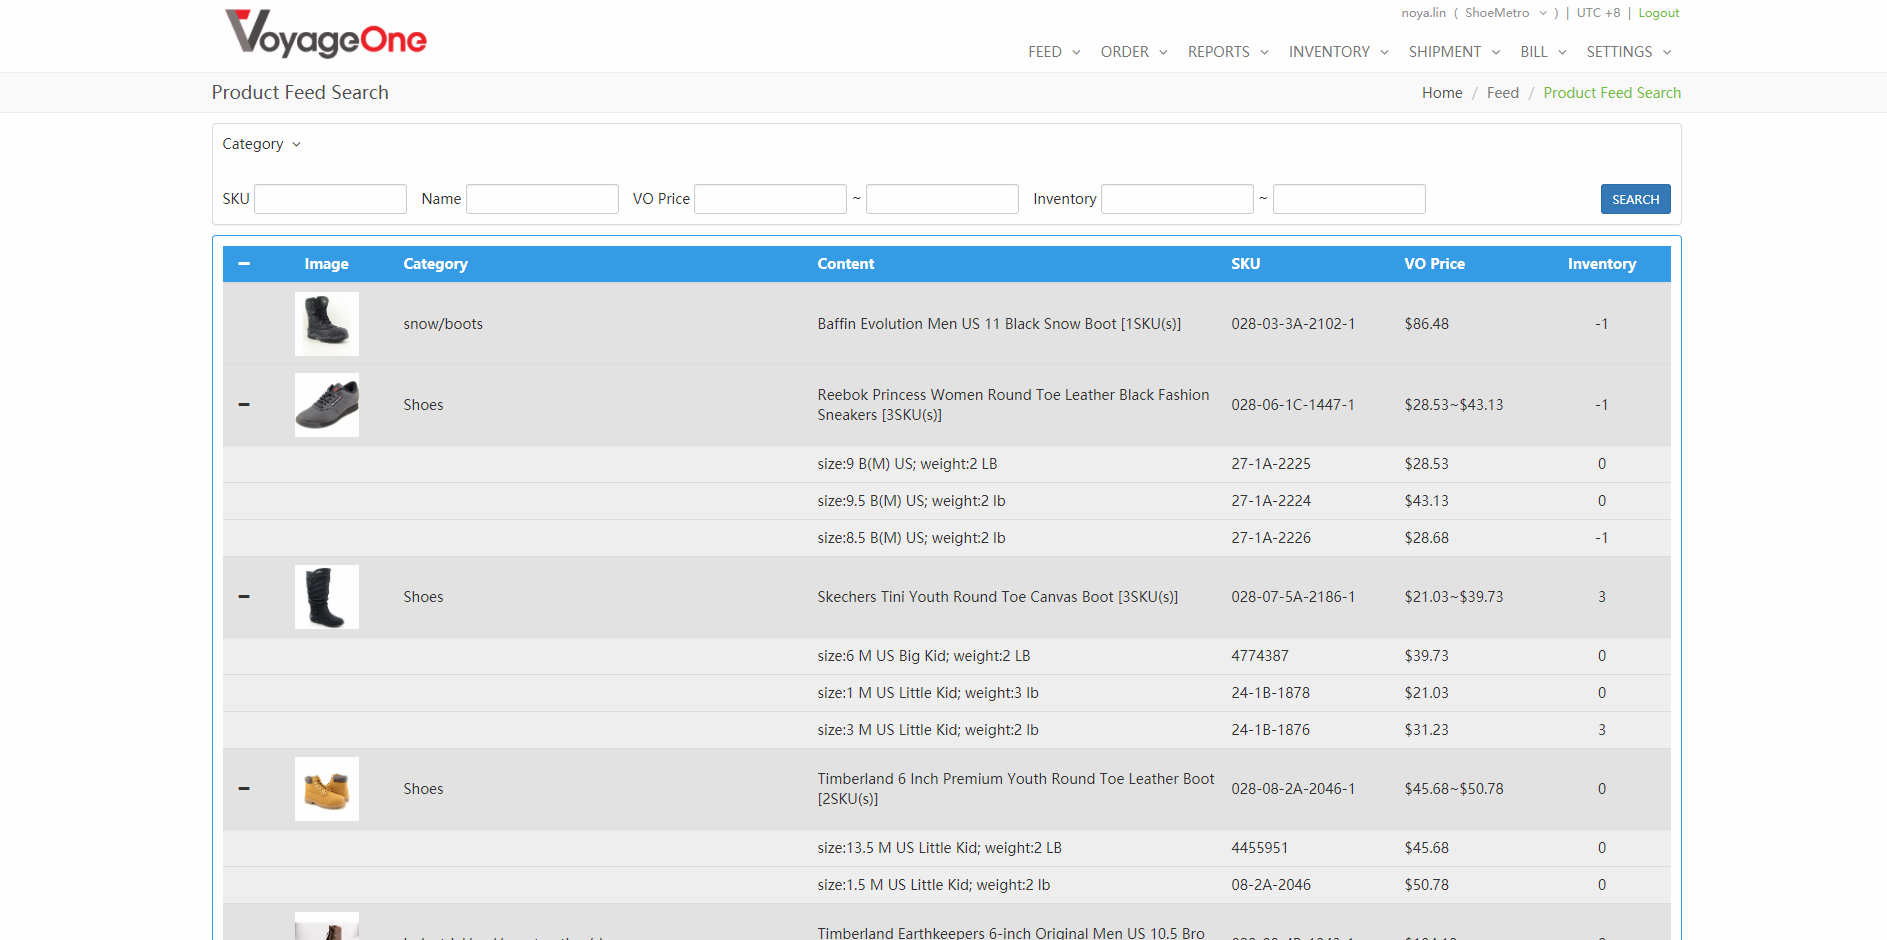 VoyageOne
noya.lin ( ShoeMetro ) | UTC +8 | Logout
FEED ORDER REPORTS INVENTORY SHIPMENT BILL SETTINGS
Product Feed Search
Home / Feed / Product Feed Search
Category
SKU Name VO Price ~ Inventory ~ SEARCH
Image Category Content SKU VO Price Inventory
snow/boots Baffin Evolution Men US 11 Black Snow Boot [1SKU(s)] 028-03-3A-2102-1 $86.48 -1
Shoes Reebok Princess Women Round Toe Leather Black Fashion
Sneakers [3SKU(s)] 028-06-1C-1447-1 $28.53~$43.13 -1
size:9 B(M) US; weight:2 LB 27-1A-2225 $28.53 0
size:9.5 B(M) US; weight:2 lb 27-1A-2224 $43.13 0
size:8.5 B(M) US; weight:2 lb 27-1A-2226 $28.68 -1
Shoes Skechers Tini Youth Round Toe Canvas Boot [3SKU(s)] 028-07-5A-2186-1 $21.03~$39.73 3
size:6 M US Big Kid; weight:2 LB 4774387 $39.73 0
size:1 M US Little Kid; weight:3 lb 24-1B-1878 $21.03 0
size:3 M US Little Kid; weight:2 lb 24-1B-1876 $31.23 3
Shoes Timberland 6 Inch Premium Youth Round Toe Leather Boot
[2SKU(s)] 028-08-2A-2046-1 $45.68~$50.78 0
size:13.5 M US Little Kid; weight:2 LB 4455951 $45.68 0
size:1.5 M US Little Kid; weight:2 lb 08-2A-2046 $50.78 0
Timberland Earthkeepers 6-inch Original Men US 10.5 Bro